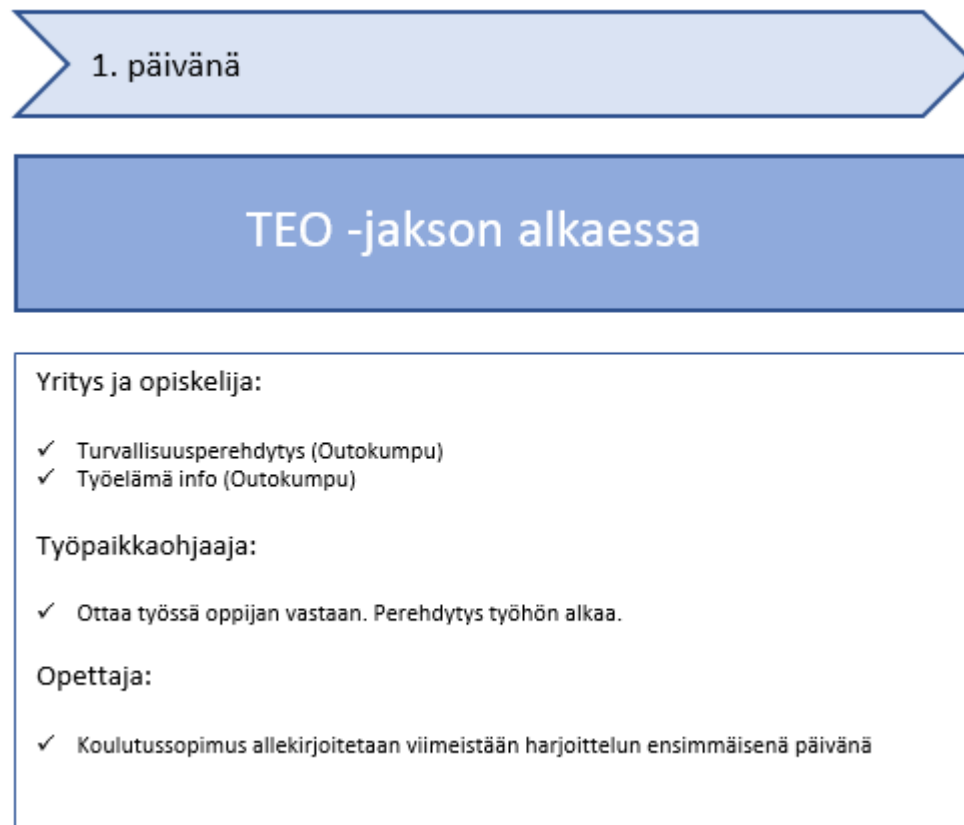 1. päivänä
TEO -jakson alkaessa
Yritys ja opiskelija:
✓ Turvallisuusperehdytys (Outokumpu)
✓ Työelämä info (Outokumpu)
Työpaikkaohjaaja:
✓ Ottaa työssä oppijan vastaan. Perehdytys työhön alkaa.
Opettaja:
✓ Koulutussopimus allekirjoitetaan viimeistään harjoittelun ensimmäisenä päivänä